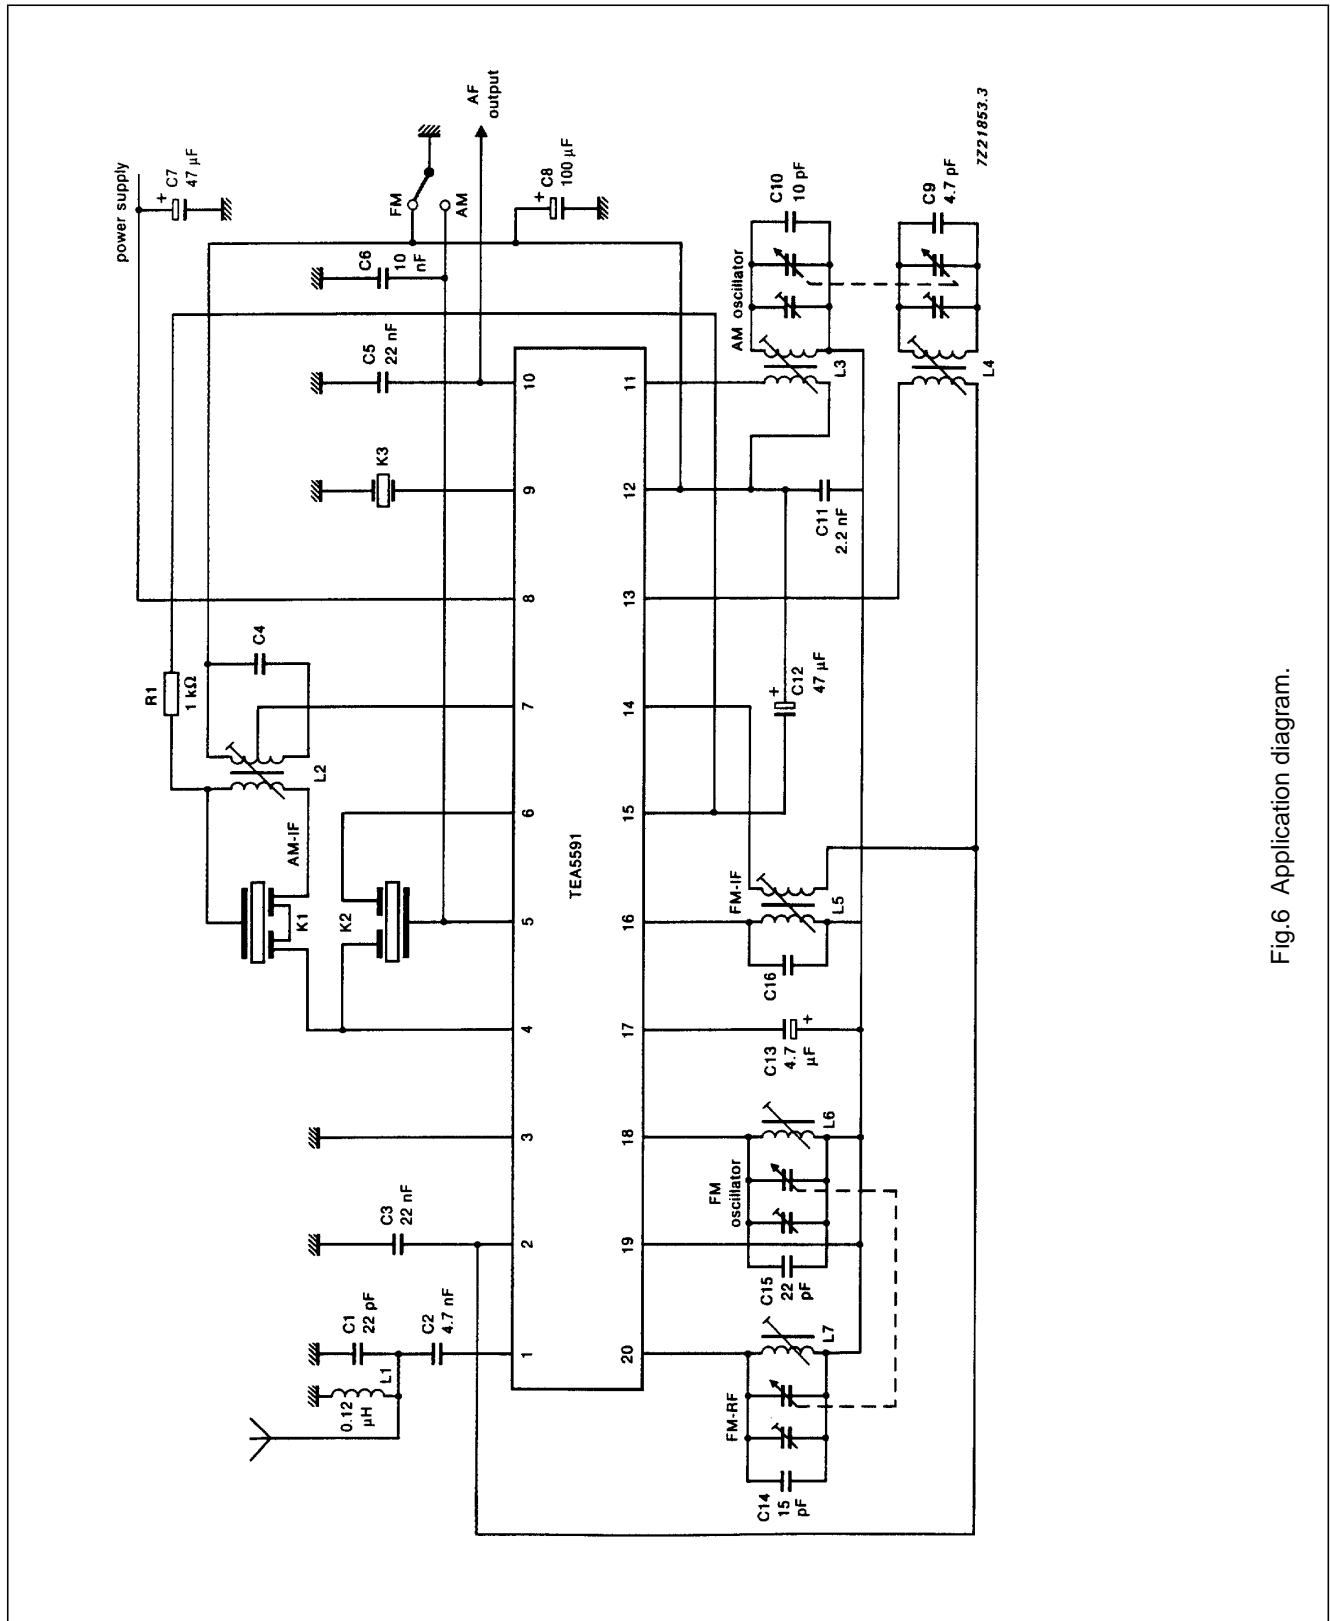 power supply
+
C7
47 µF
AF
output
FM
AM
+
C8
100 µF
C6
10
nF
C5
22 nF
K3
R1
1 kΩ
C4
L2
AM-IF
K1
K2
C3
22 nF
C1
22 pF
C2
4.7 nF
L1
0.12
µH
1
2
3
4
5
6
7
8
9
10
TEA5591
20
19
18
17
16
15
14
13
12
11
AM oscillator
C10
10 pF
L3
C9
4.7 pF
L4
C11
2.2 nF
+
C12
47 µF
FM-IF
L5
C16
C13
4.7
µF
+
L6
FM
oscillator
C15
22
pF
L7
FM-RF
C14
15
pF
7Z21853.3
Fig.6 Application diagram.